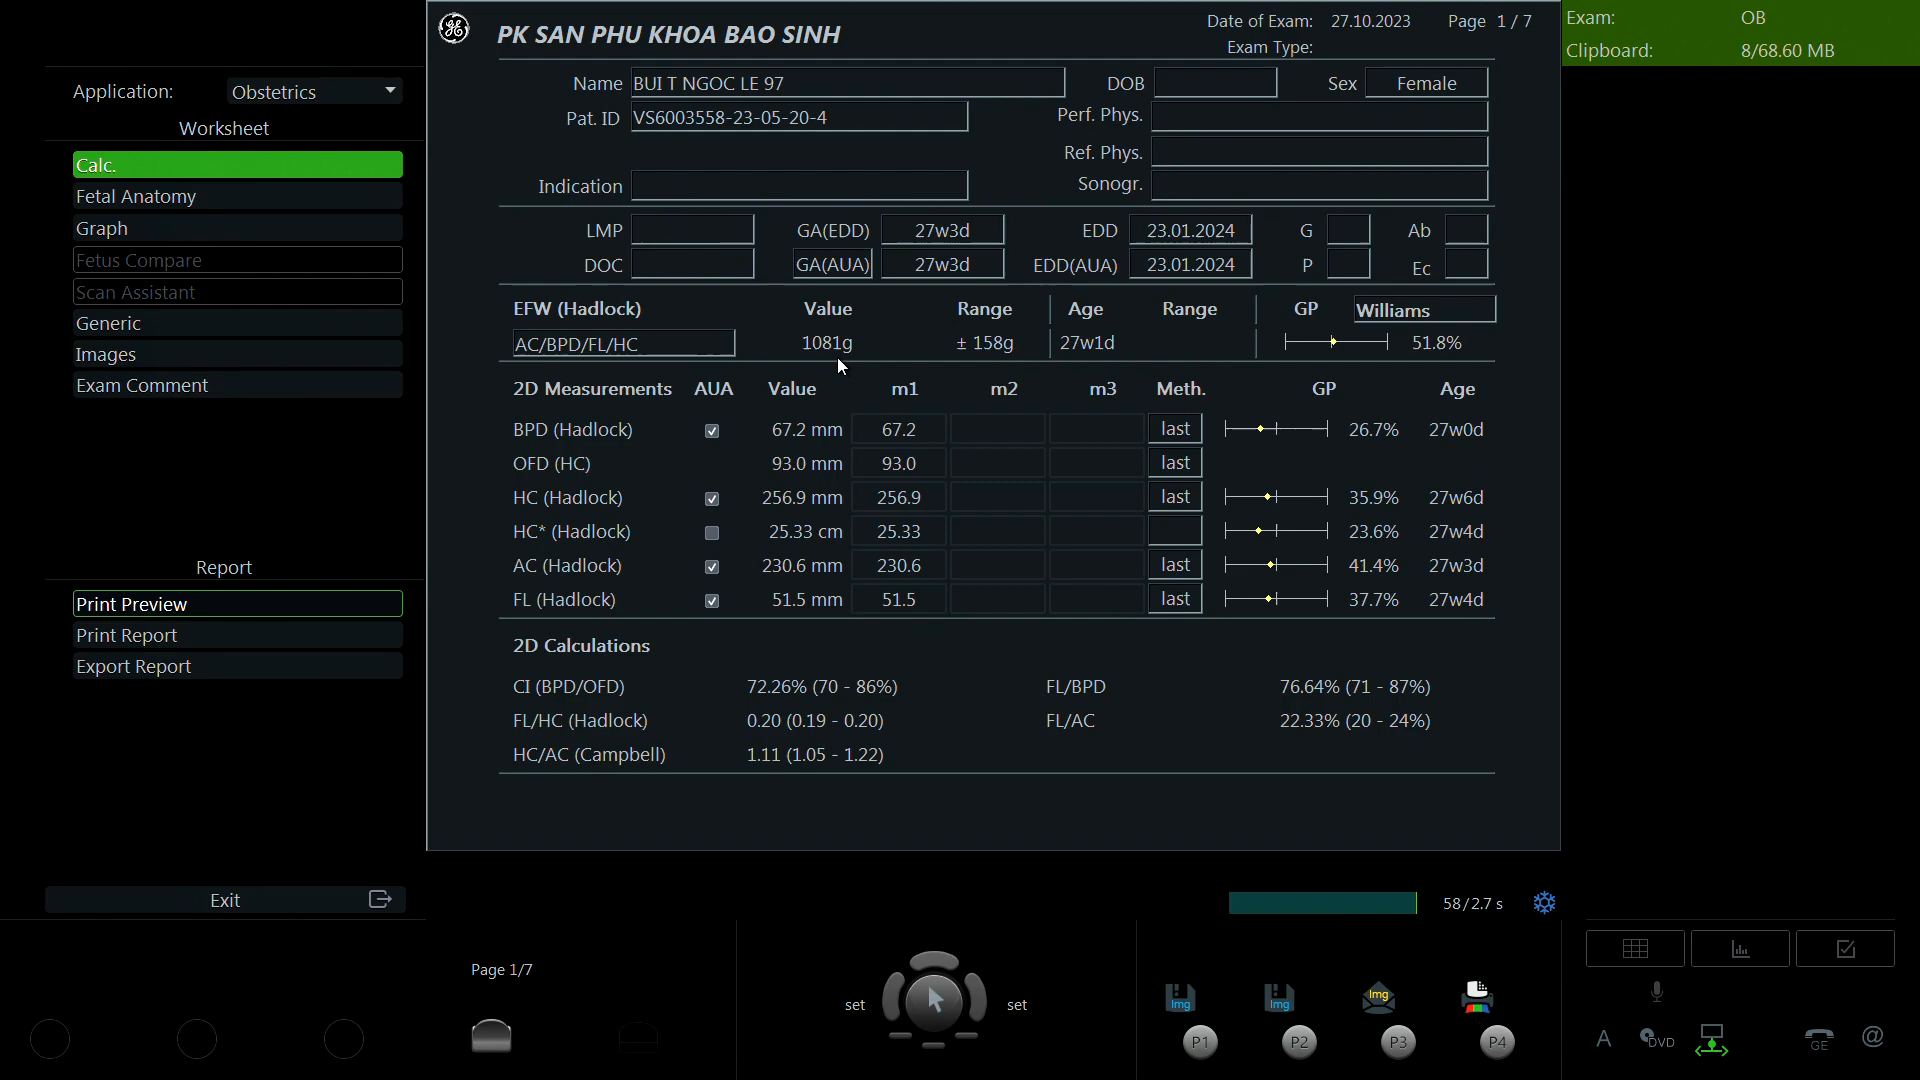 PK SAN PHU KHOA BAO SINH
Date of Exam: 27.10.2023 Page 1 / 7
Exam Type:
Exam: OB
Clipboard: 8/68.60 MB
Application: Obstetrics
Worksheet
Calc.
Fetal Anatomy
Graph
Fetus Compare
Scan Assistant
Generic
Images
Exam Comment
Report
Print Preview
Print Report
Export Report
Exit
Name BUI T NGOC LE 97 DOB Sex Female
Pat. ID VS6003558-23-05-20-4 Perf. Phys.
Ref. Phys.
Indication Sonogr.
LMP GA(EDD) 27w3d EDD 23.01.2024 G Ab
DOC GA(AUA) 27w3d EDD(AUA) 23.01.2024 P Ec
EFW (Hadlock) Value Range Age Range GP Williams
AC/BPD/FL/HC 1081g ± 158g 27w1d 51.8%
2D Measurements AUA Value m1 m2 m3 Meth. GP Age
BPD (Hadlock) 67.2 mm 67.2 last 26.7% 27w0d
OFD (HC) 93.0 mm 93.0 last
HC (Hadlock) 256.9 mm 256.9 last 35.9% 27w6d
HC* (Hadlock) 25.33 cm 25.33 23.6% 27w4d
AC (Hadlock) 230.6 mm 230.6 last 41.4% 27w3d
FL (Hadlock) 51.5 mm 51.5 last 37.7% 27w4d
2D Calculations
CI (BPD/OFD) 72.26% (70 - 86%) FL/BPD 76.64% (71 - 87%)
FL/HC (Hadlock) 0.20 (0.19 - 0.20) FL/AC 22.33% (20 - 24%)
HC/AC (Campbell) 1.11 (1.05 - 1.22)
58/2.7 s
Page 1/7
set set
Img Img Img
P1 P2 P3 P4
A DVD GE @